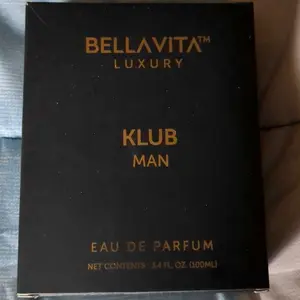 BELLAVITA™
LUXURY
KLUB
MAN
EAU DE PARFUM
NET CONTENTS : 3.4 FL. OZ. (100ML)